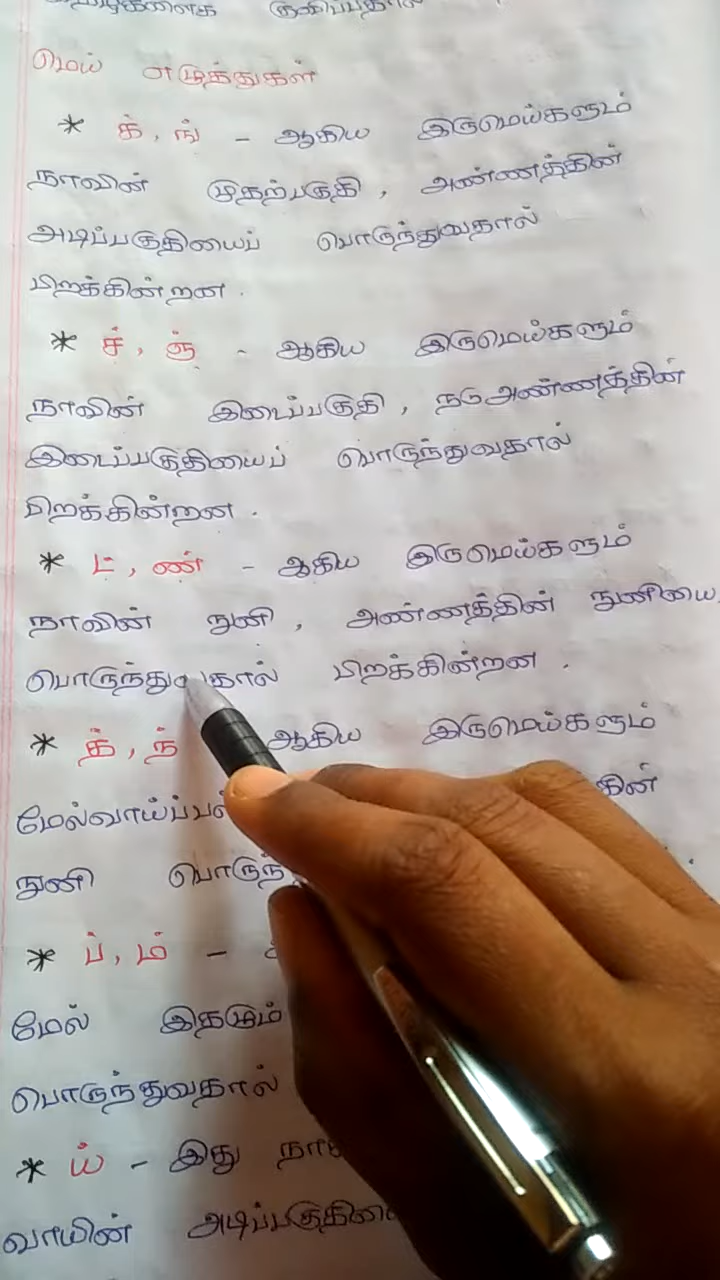 மெய் எழுத்துகள்
* க், ங் - ஆகிய இருமெய்களும்
நாவின் முதற்பகுதி, அண்ணத்தின்
அடிப்பகுதியைப் பொருந்துவதால்
பிறக்கின்றன.
* ச், ஞ் - ஆகிய இருமெய்களும்
நாவின் இடைப்பகுதி, நடுஅண்ணத்தின்
இடைப்பகுதியைப் பொருந்துவதால்
பிறக்கின்றன.
* ட், ண் - ஆகிய இருமெய்களும்
நாவின் நுனி, அண்ணத்தின் நுனியை
பொருந்துவதால் பிறக்கின்றன.
* த், ந் ஆகிய இருமெய்களும்
மேல்வாய்ப்பல்
நுனி பொருந்
* ப், ம் -
மேல் இதழும்
பொருந்துவதால்
* ய் - இது
வாயின்